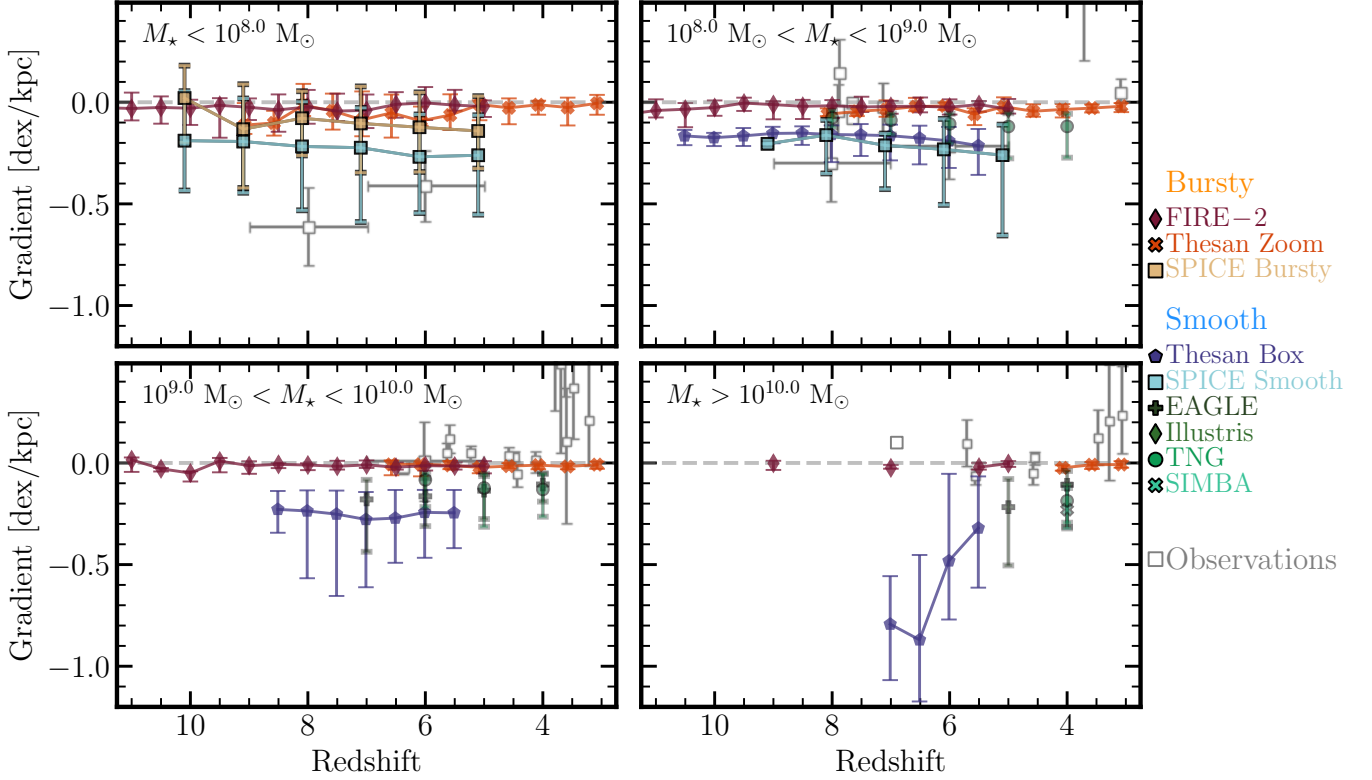 M⋆ < 10^8.0 M⊙
10^8.0 M⊙ < M⋆ < 10^9.0 M⊙
0.0
−0.5
−1.0
Gradient [dex/kpc]
Bursty
FIRE−2
Thesan Zoom
SPICE Bursty
Smooth
Thesan Box
SPICE Smooth
EAGLE
Illustris
TNG
SIMBA
Observations
10^9.0 M⊙ < M⋆ < 10^10.0 M⊙
M⋆ > 10^10.0 M⊙
0.0
−0.5
−1.0
Gradient [dex/kpc]
10 8 6 4
10 8 6 4
Redshift
Redshift